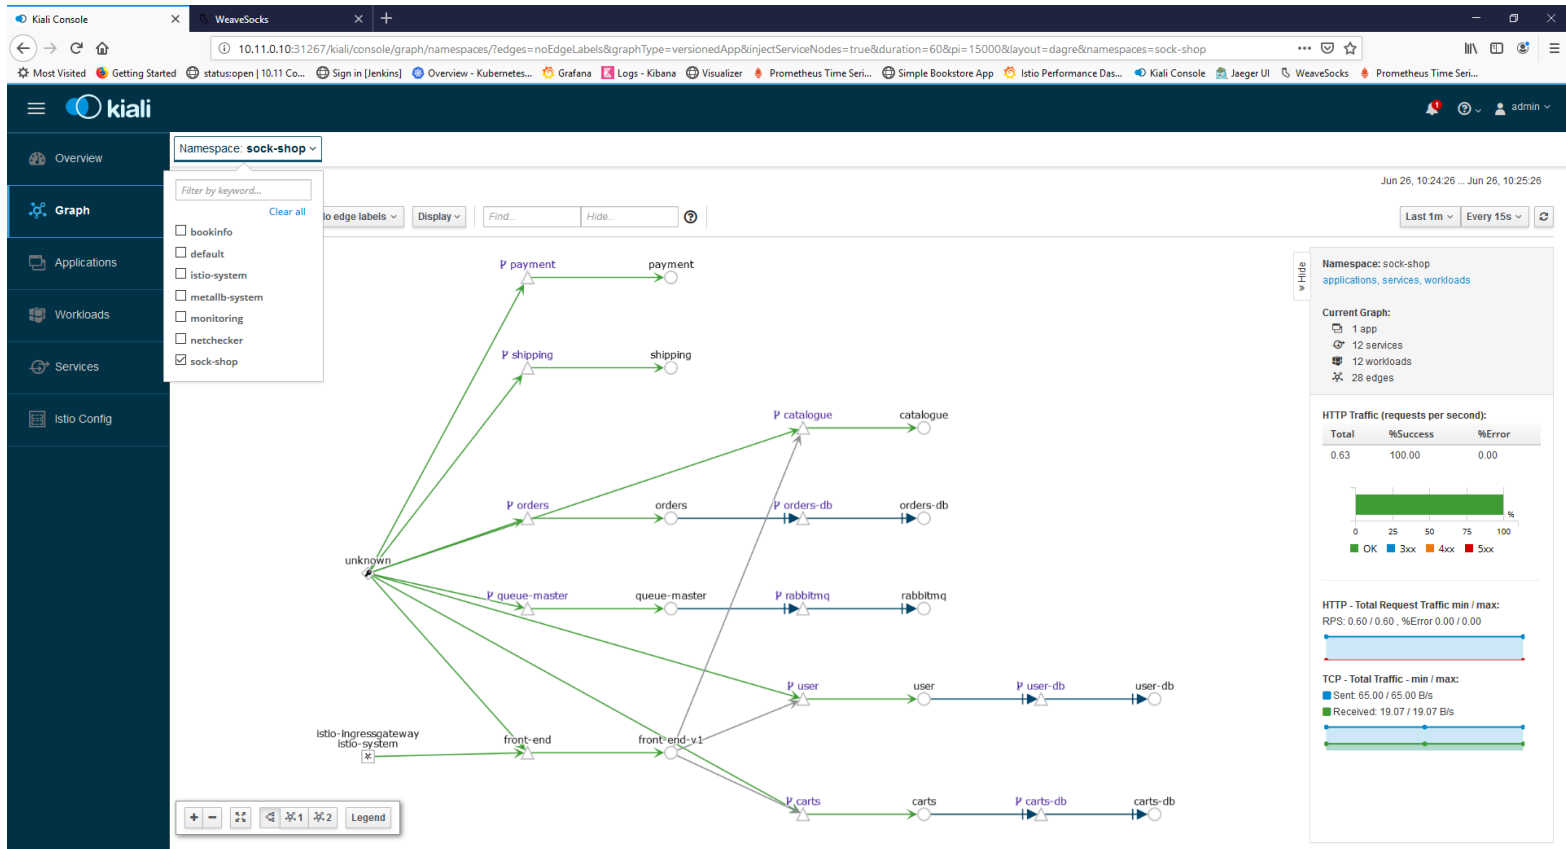 Kiali Console
WeaveSocks
10.11.0.10:31267/kiali/console/graph/namespaces/?edges=noEdgeLabels&graphType=versionedApp&injectServiceNodes=true&duration=60&pi=15000&layout=dagre&namespaces=sock-shop
Most Visited Getting Started status:open | 10.11 Co... Sign in [Jenkins] Overview - Kubernetes... Grafana Logs - Kibana Visualizer Prometheus Time Seri... Simple Bookstore App Istio Performance Das... Kiali Console Jaeger UI WeaveSocks Prometheus Time Seri...
kiali
1
admin
Overview
Graph
Applications
Workloads
Services
Istio Config
Namespace: sock-shop
Filter by keyword...
Clear all
bookinfo
default
istio-system
metallb-system
monitoring
netchecker
sock-shop
Jun 26, 10:24:26 ... Jun 26, 10:25:26
o edge labels Display Find... Hide...
Last 1m Every 15s
payment payment
shipping shipping
catalogue catalogue
orders orders orders-db orders-db
unknown
queue-master queue-master rabbitmq rabbitmq
user user user-db user-db
istio-ingressgateway
istio-system
front-end front-end-v1
carts carts carts-db carts-db
1 2 Legend
» Hide
Namespace: sock-shop
applications, services, workloads
Current Graph:
1 app
12 services
12 workloads
28 edges
HTTP Traffic (requests per second):
Total %Success %Error
0.63 100.00 0.00
%
0 25 50 75 100
OK 3xx 4xx 5xx
HTTP - Total Request Traffic min / max:
RPS: 0.60 / 0.60 , %Error 0.00 / 0.00
TCP - Total Traffic - min / max:
Sent: 65.00 / 65.00 B/s
Received: 19.07 / 19.07 B/s